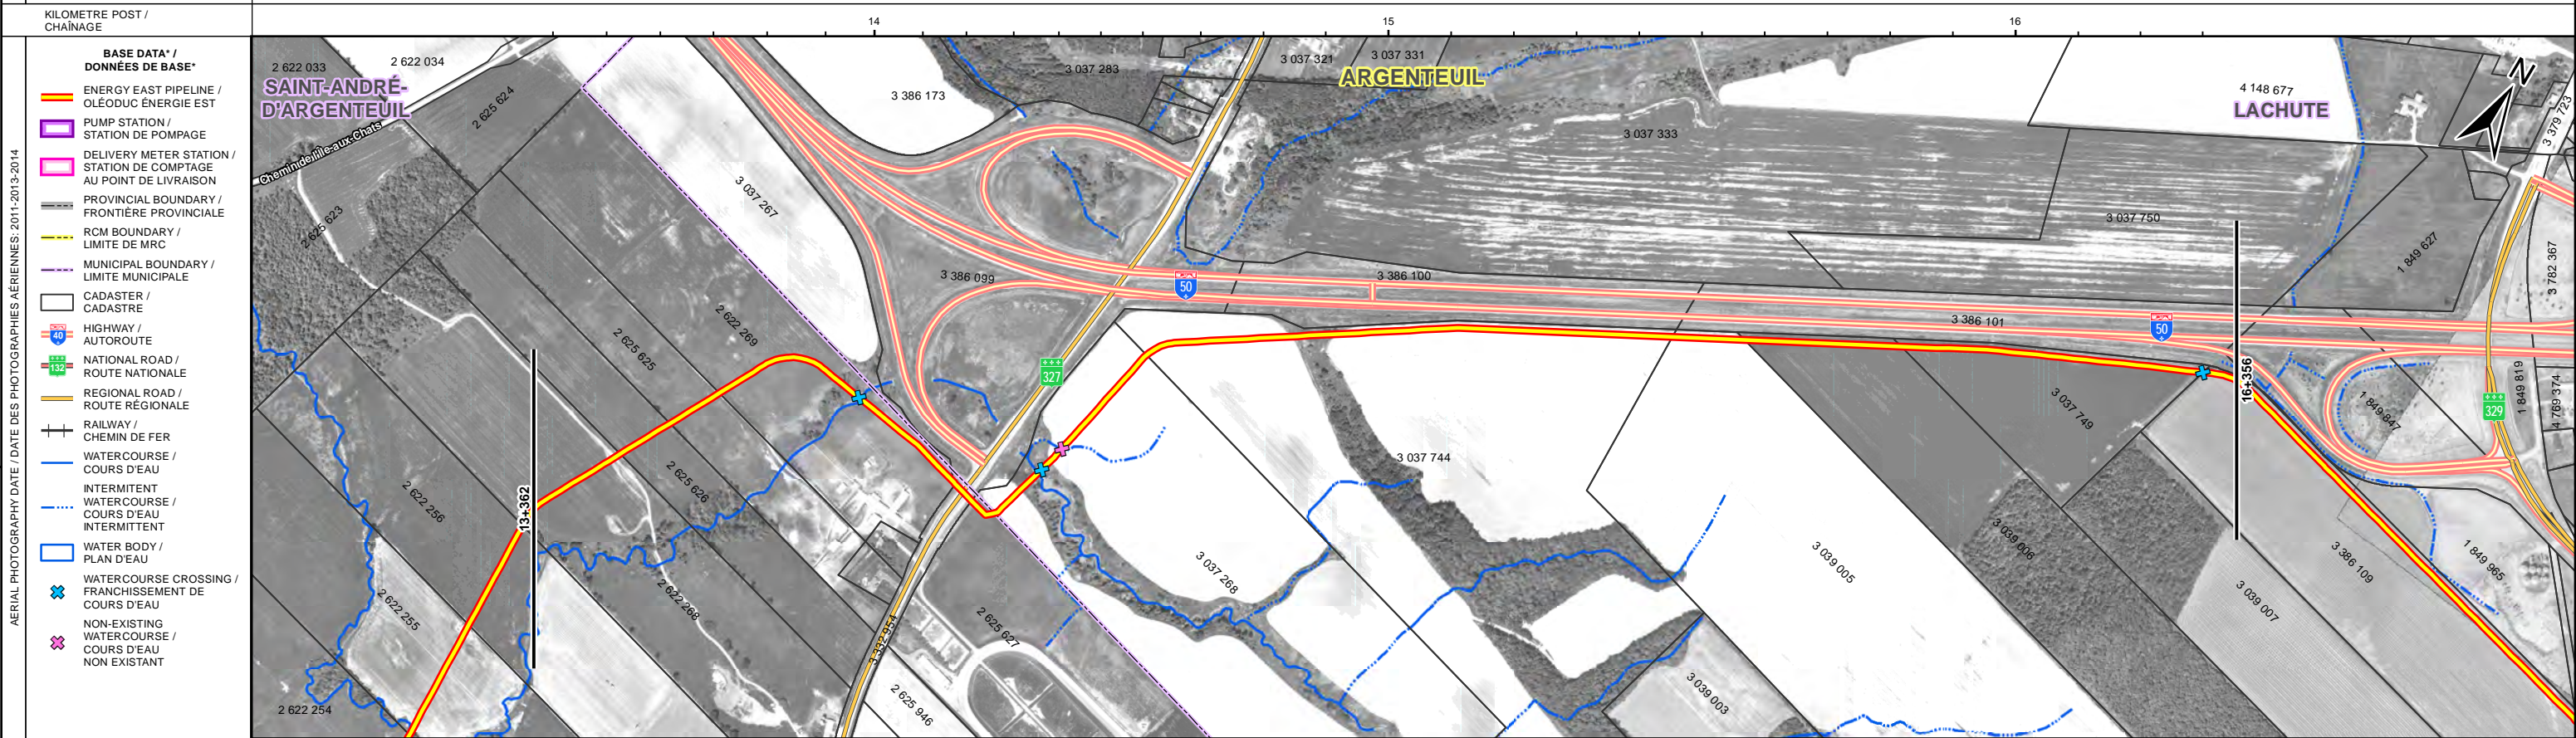 KILOMETRE POST /
CHAÎNAGE
14
15
16
AERIAL PHOTOGRAPHY DATE / DATE DES PHOTOGRAPHIES AÉRIENNES: 2011-2013-2014
BASE DATA* /
DONNÉES DE BASE*
ENERGY EAST PIPELINE /
OLÉODUC ÉNERGIE EST
PUMP STATION /
STATION DE POMPAGE
DELIVERY METER STATION /
STATION DE COMPTAGE
AU POINT DE LIVRAISON
PROVINCIAL BOUNDARY /
FRONTIÈRE PROVINCIALE
RCM BOUNDARY /
LIMITE DE MRC
MUNICIPAL BOUNDARY /
LIMITE MUNICIPALE
CADASTER /
CADASTRE
40
HIGHWAY /
AUTOROUTE
132
NATIONAL ROAD /
ROUTE NATIONALE
REGIONAL ROAD /
ROUTE RÉGIONALE
RAILWAY /
CHEMIN DE FER
WATERCOURSE /
COURS D'EAU
INTERMITENT
WATERCOURSE /
COURS D'EAU
INTERMITTENT
WATER BODY /
PLAN D'EAU
WATERCOURSE CROSSING /
FRANCHISSEMENT DE
COURS D'EAU
NON-EXISTING
WATERCOURSE /
COURS D'EAU
NON EXISTANT
2 622 033
2 622 034
SAINT-ANDRÉ-
D'ARGENTEUIL
2 625 624
Chemin de l'Île-aux-Chats
2 625 623
3 037 267
3 386 173
3 037 283
3 037 321
3 037 331
ARGENTEUIL
3 037 333
4 148 677
LACHUTE
N
3 379 723
3 037 750
1 849 627
3 782 367
3 386 099
50
3 386 100
3 386 101
50
2 622 269
2 625 625
327
16+356
329
1 849 819
4 769 374
1 849 847
3 037 749
3 037 744
2 625 626
2 622 256
13+362
3 039 006
3 039 005
3 037 268
1 849 965
3 386 109
3 039 007
2 622 255
2 622 268
2 625 627
3 332 954
3 039 003
2 625 946
2 622 254